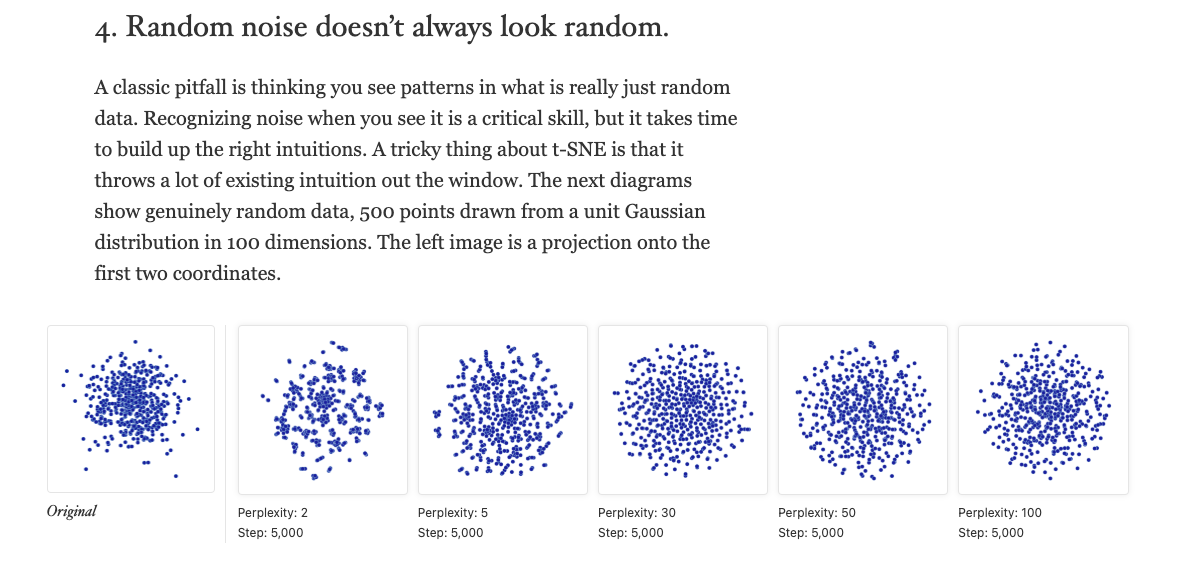 4. Random noise doesn’t always look random.
A classic pitfall is thinking you see patterns in what is really just random
data. Recognizing noise when you see it is a critical skill, but it takes time
to build up the right intuitions. A tricky thing about t-SNE is that it
throws a lot of existing intuition out the window. The next diagrams
show genuinely random data, 500 points drawn from a unit Gaussian
distribution in 100 dimensions. The left image is a projection onto the
first two coordinates.
Original
Perplexity: 2
Step: 5,000
Perplexity: 5
Step: 5,000
Perplexity: 30
Step: 5,000
Perplexity: 50
Step: 5,000
Perplexity: 100
Step: 5,000